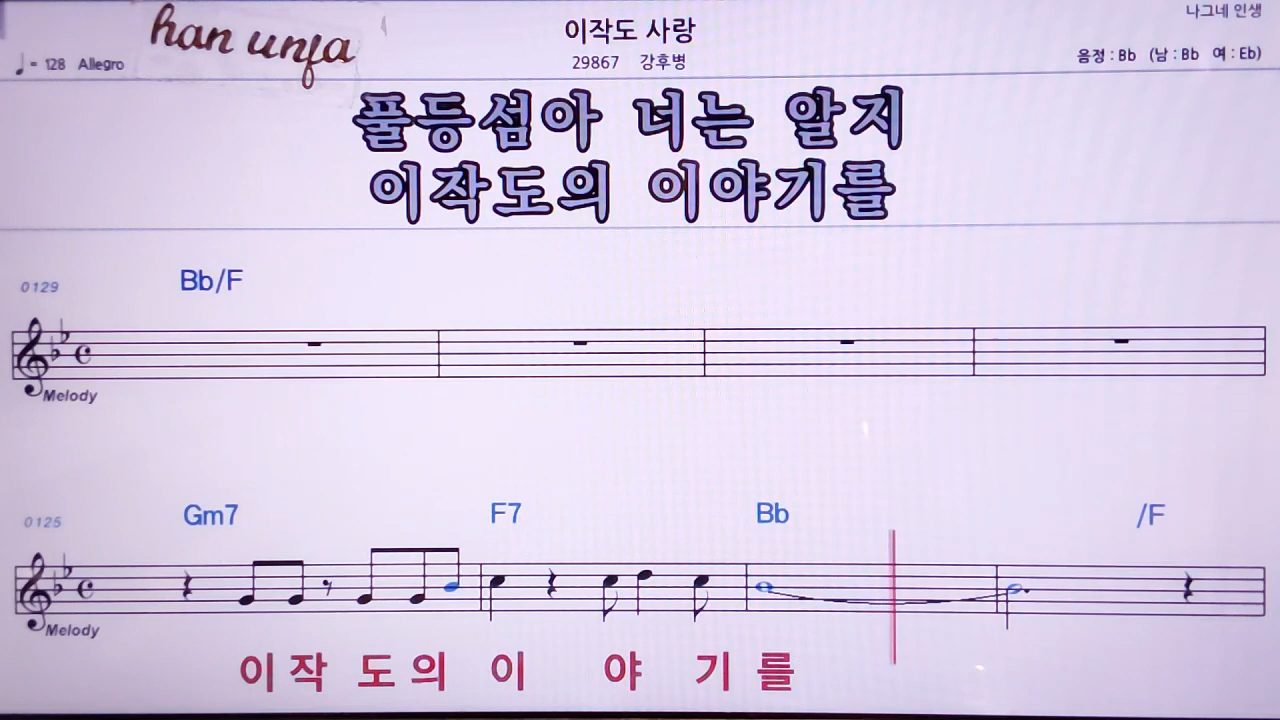 han unja
이작도 사랑
나그네 인생
♩= 128 Allegro
29867 강후병
음정 : Bb (남 : Bb 여 : Eb)
풀등섬아 너는 알지
이작도의 이야기를
0129
Bb/F
Melody
0125
Gm7 F7 Bb /F
Melody
이 작 도 의 이 야 기 를